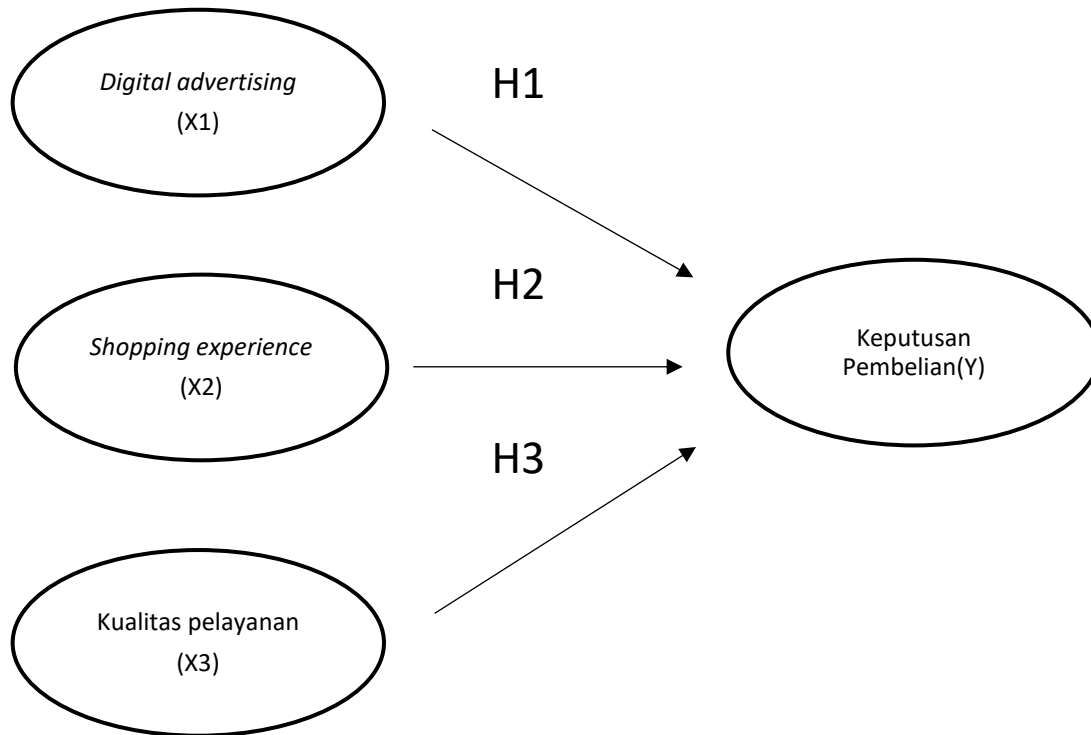 Digital advertising
(X1)
H1
Shopping experience
(X2)
H2
Keputusan
Pembelian(Y)
H3
Kualitas pelayanan
(X3)